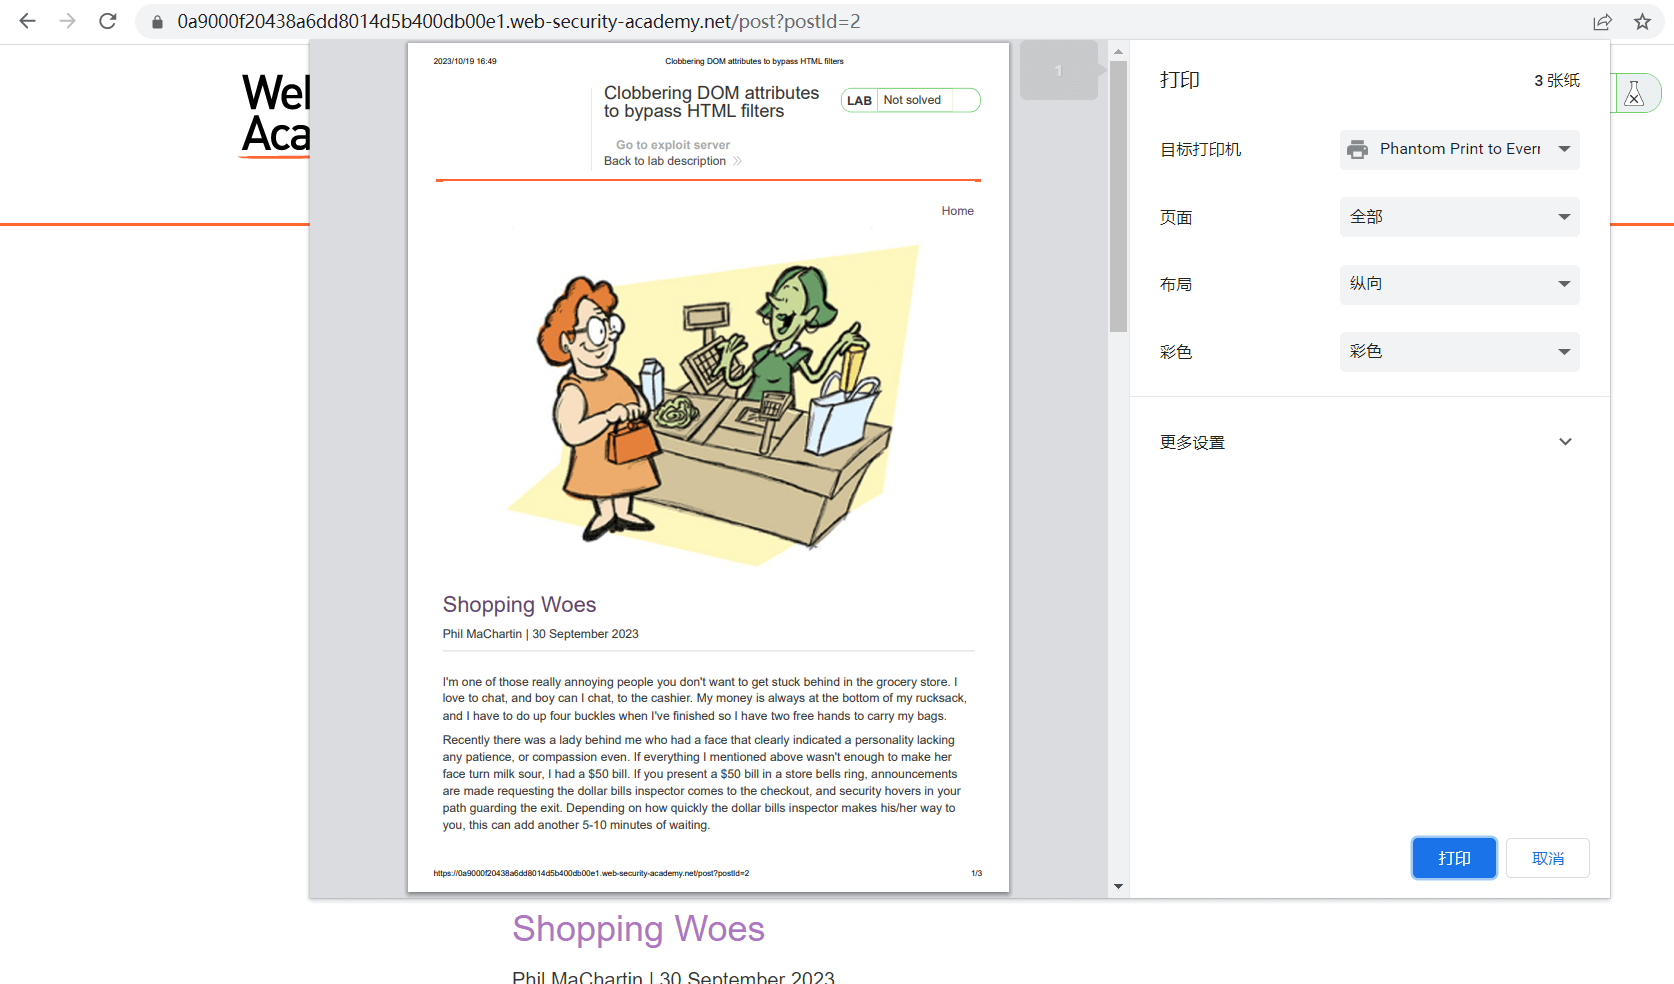 0a9000f20438a6dd8014d5b400db00e1.web-security-academy.net/post?postId=2
Wel
Aca
2023/10/19 16:49
Clobbering DOM attributes to bypass HTML filters
Clobbering DOM attributes
to bypass HTML filters
LAB
Not solved
Go to exploit server
Back to lab description
Home
Shopping Woes
Phil MaChartin | 30 September 2023
I'm one of those really annoying people you don't want to get stuck behind in the grocery store. I
love to chat, and boy can I chat, to the cashier. My money is always at the bottom of my rucksack,
and I have to do up four buckles when I've finished so I have two free hands to carry my bags.
Recently there was a lady behind me who had a face that clearly indicated a personality lacking
any patience, or compassion even. If everything I mentioned above wasn't enough to make her
face turn milk sour, I had a $50 bill. If you present a $50 bill in a store bells ring, announcements
are made requesting the dollar bills inspector comes to the checkout, and security hovers in your
path guarding the exit. Depending on how quickly the dollar bills inspector makes his/her way to
you, this can add another 5-10 minutes of waiting.
https://0a9000f20438a6dd8014d5b400db00e1.web-security-academy.net/post?postId=2
1/3
1
打印
3 张纸
目标打印机
Phantom Print to Ever
页面
全部
布局
纵向
彩色
彩色
更多设置
打印
取消
Shopping Woes
Phil MaChartin | 30 September 2023